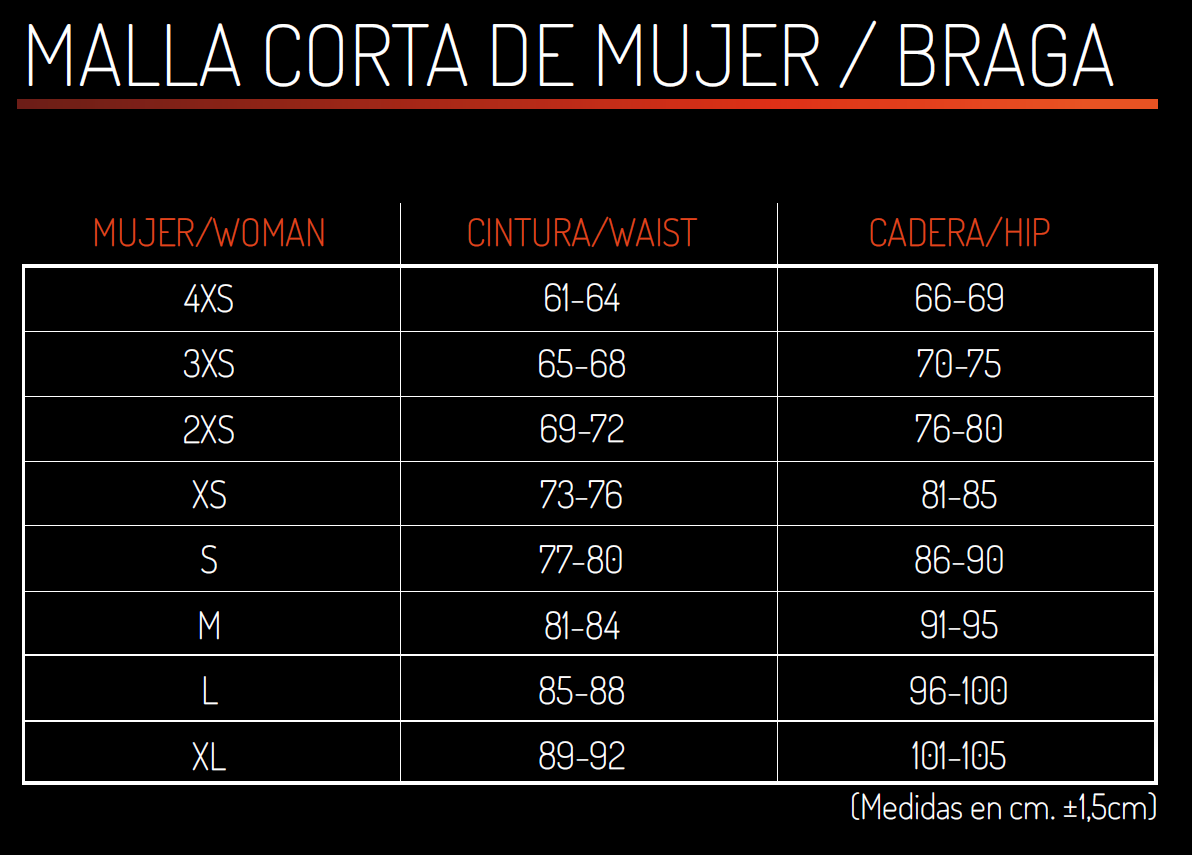 MALLA CORTA DE MUJER / BRAGA
MUJER/WOMAN CINTURA/WAIST CADERA/HIP
4XS 61-64 66-69
3XS 65-68 70-75
2XS 69-72 76-80
XS 73-76 81-85
S 77-80 86-90
M 81-84 91-95
L 85-88 96-100
XL 89-92 101-105
(Medidas en cm. ±1,5cm)